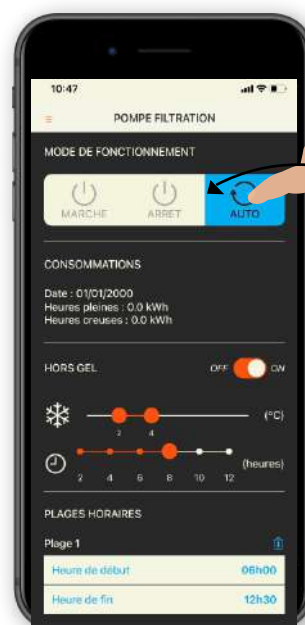 10:47
POMPE FILTRATION
MODE DE FONCTIONNEMENT
MARCHE ARRET AUTO
CONSOMMATIONS
Date : 01/01/2000
Heures pleines : 0.0 kWh
Heures creuses : 0.0 kWh
HORS GEL OFF ON
(°C)
2 4
(heures)
2 4 6 8 10 12
PLAGES HORAIRES
Plage 1
Heure de début 06h00
Heure de fin 12h30